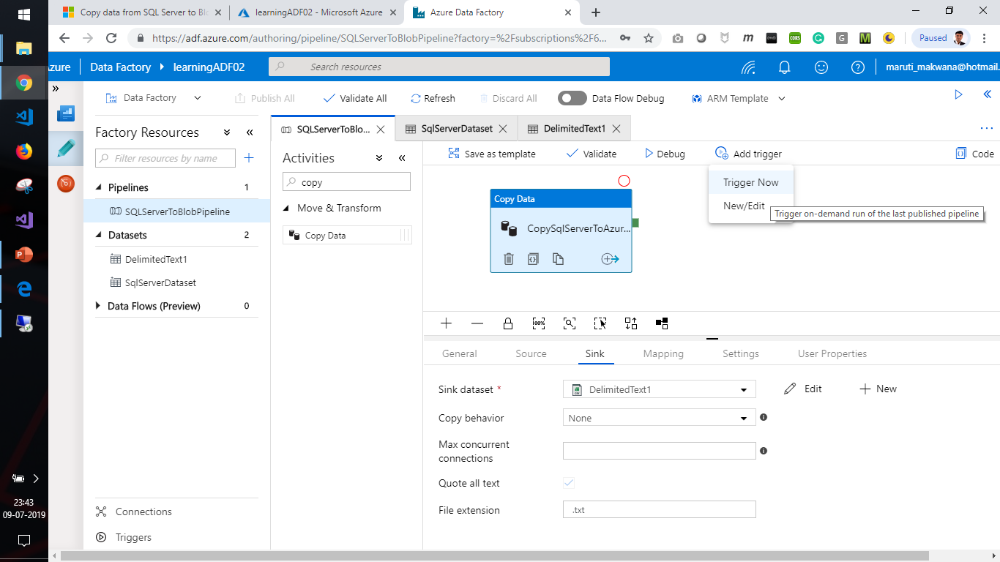 Copy data from SQL Server to Blo
learningADF02 - Microsoft Azure
Azure Data Factory
https://adf.azure.com/authoring/pipeline/SQLServerToBlobPipeline?factory=%2Fsubscriptions%2F6...
Paused
Azure
Data Factory
learningADF02
Search resources
maruti_makwana@hotmail.
Data Factory
Publish All
Validate All
Refresh
Discard All
Data Flow Debug
ARM Template
Factory Resources
Filter resources by name
Pipelines 1
SQLServerToBlobPipeline
Datasets 2
DelimitedText1
SqlServerDataset
Data Flows (Preview) 0
Connections
Triggers
SQLServerToBlo...
SqlServerDataset
DelimitedText1
Activities
copy
Move & Transform
Copy Data
Save as template
Validate
Debug
Add trigger
Code
Trigger Now
New/Edit
Trigger on-demand run of the last published pipeline
Copy Data
CopySqlServerToAzur...
100%
General
Source
Sink
Mapping
Settings
User Properties
Sink dataset *
DelimitedText1
Edit
New
Copy behavior
None
Max concurrent
connections
Quote all text
File extension
.txt
23:43
09-07-2019